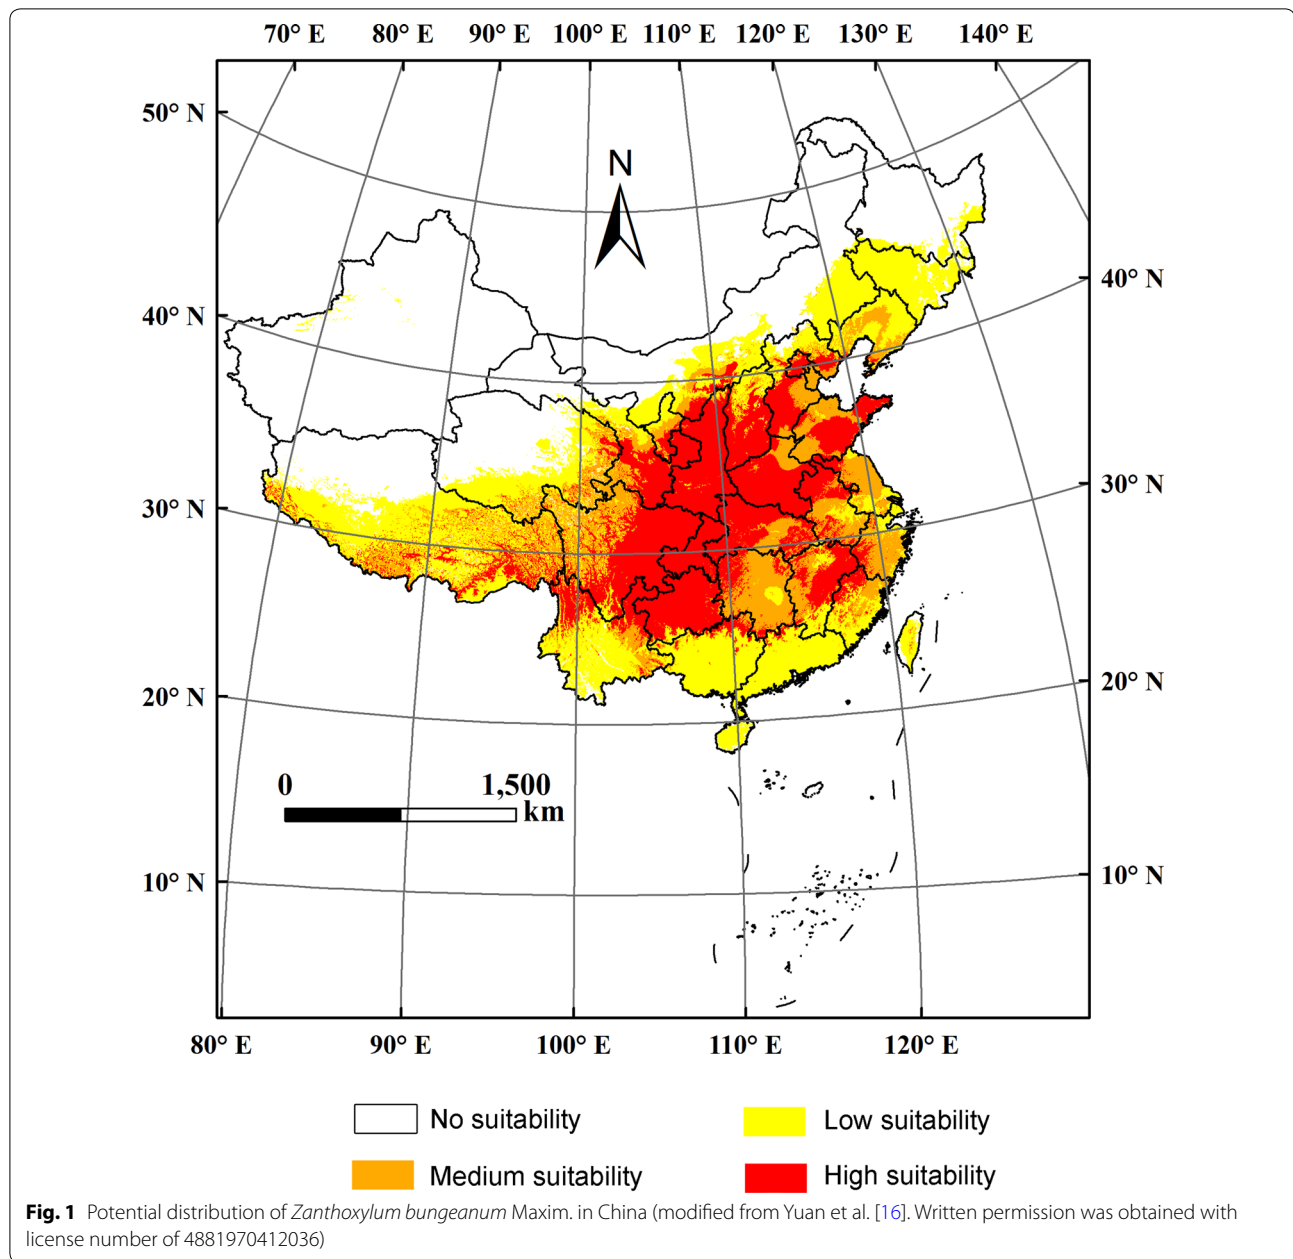 70° E 80° E 90° E 100° E 110° E 120° E 130° E 140° E
50° N
N
40° N
40° N
30° N
30° N
20° N
20° N
0 1,500
km
10° N
10° N
80° E 90° E 100° E 110° E 120° E
No suitability Low suitability
Medium suitability High suitability
Fig. 1 Potential distribution of Zanthoxylum bungeanum Maxim. in China (modified from Yuan et al. [16]. Written permission was obtained with
license number of 4881970412036)